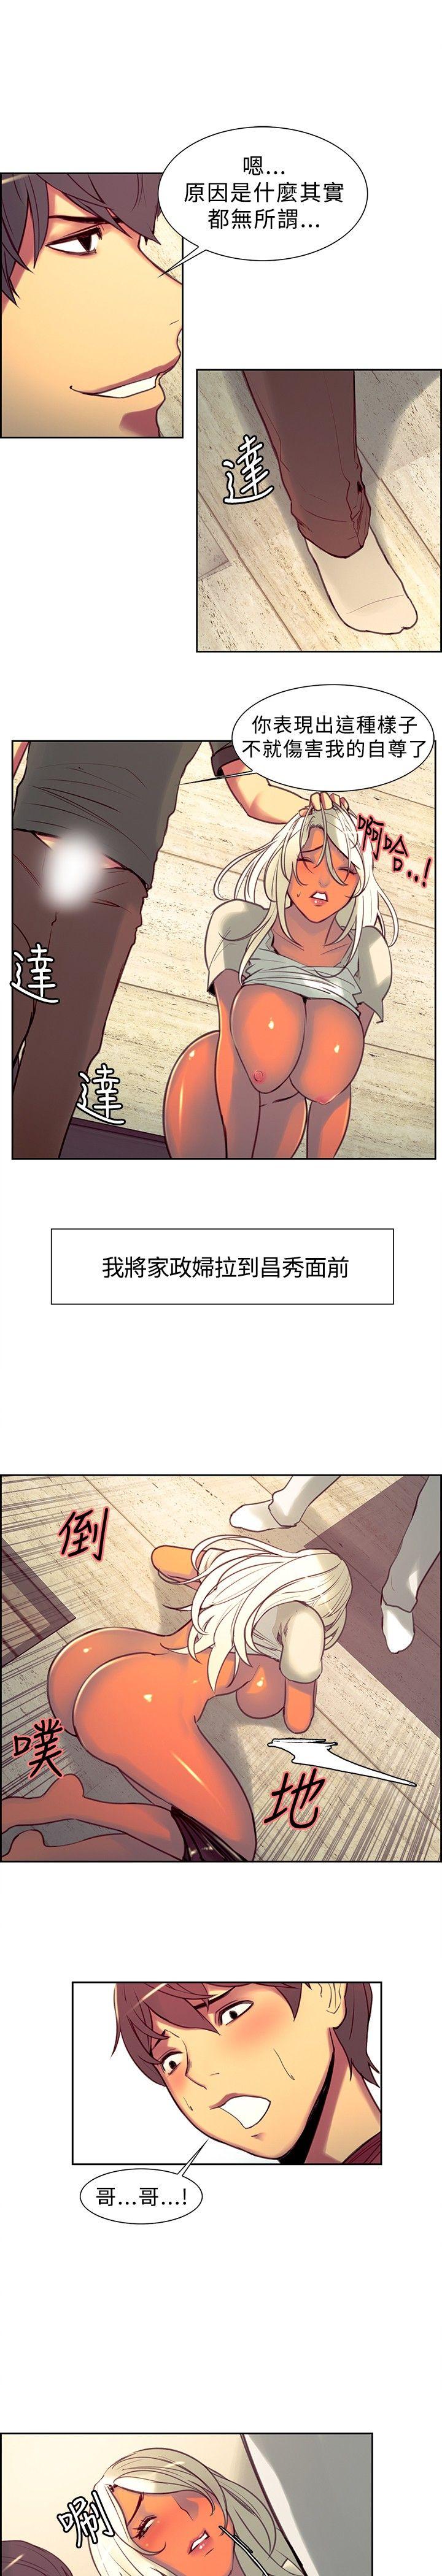 嗯...
原因是什麼其實
都無所謂...
達
你表現出這種樣子
不就傷害我的自尊了
啊哈..!
達
達
我將家政婦拉到昌秀面前
倒
噗
地
哥...哥...!
唰